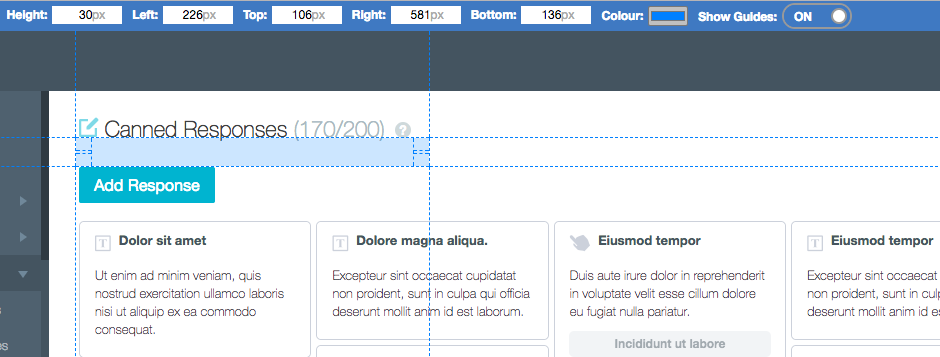 Height: 30px Left: 226px Top: 106px Right: 581px Bottom: 136px Colour: Show Guides: ON
Canned Responses (170/200) ?
Add Response
T Dolor sit amet
Ut enim ad minim veniam, quis
nostrud exercitation ullamco laboris
nisi ut aliquip ex ea commodo
consequat.
T Dolore magna aliqua.
Excepteur sint occaecat cupidatat
non proident, sunt in culpa qui officia
deserunt mollit anim id est laborum.
Eiusmod tempor
Duis aute irure dolor in reprehenderit
in voluptate velit esse cillum dolore
eu fugiat nulla pariatur.
Incididunt ut labore
T Eiusmod tempor
Excepteur sint occaecat
non proident, sunt in culpa
deserunt mollit anim id est